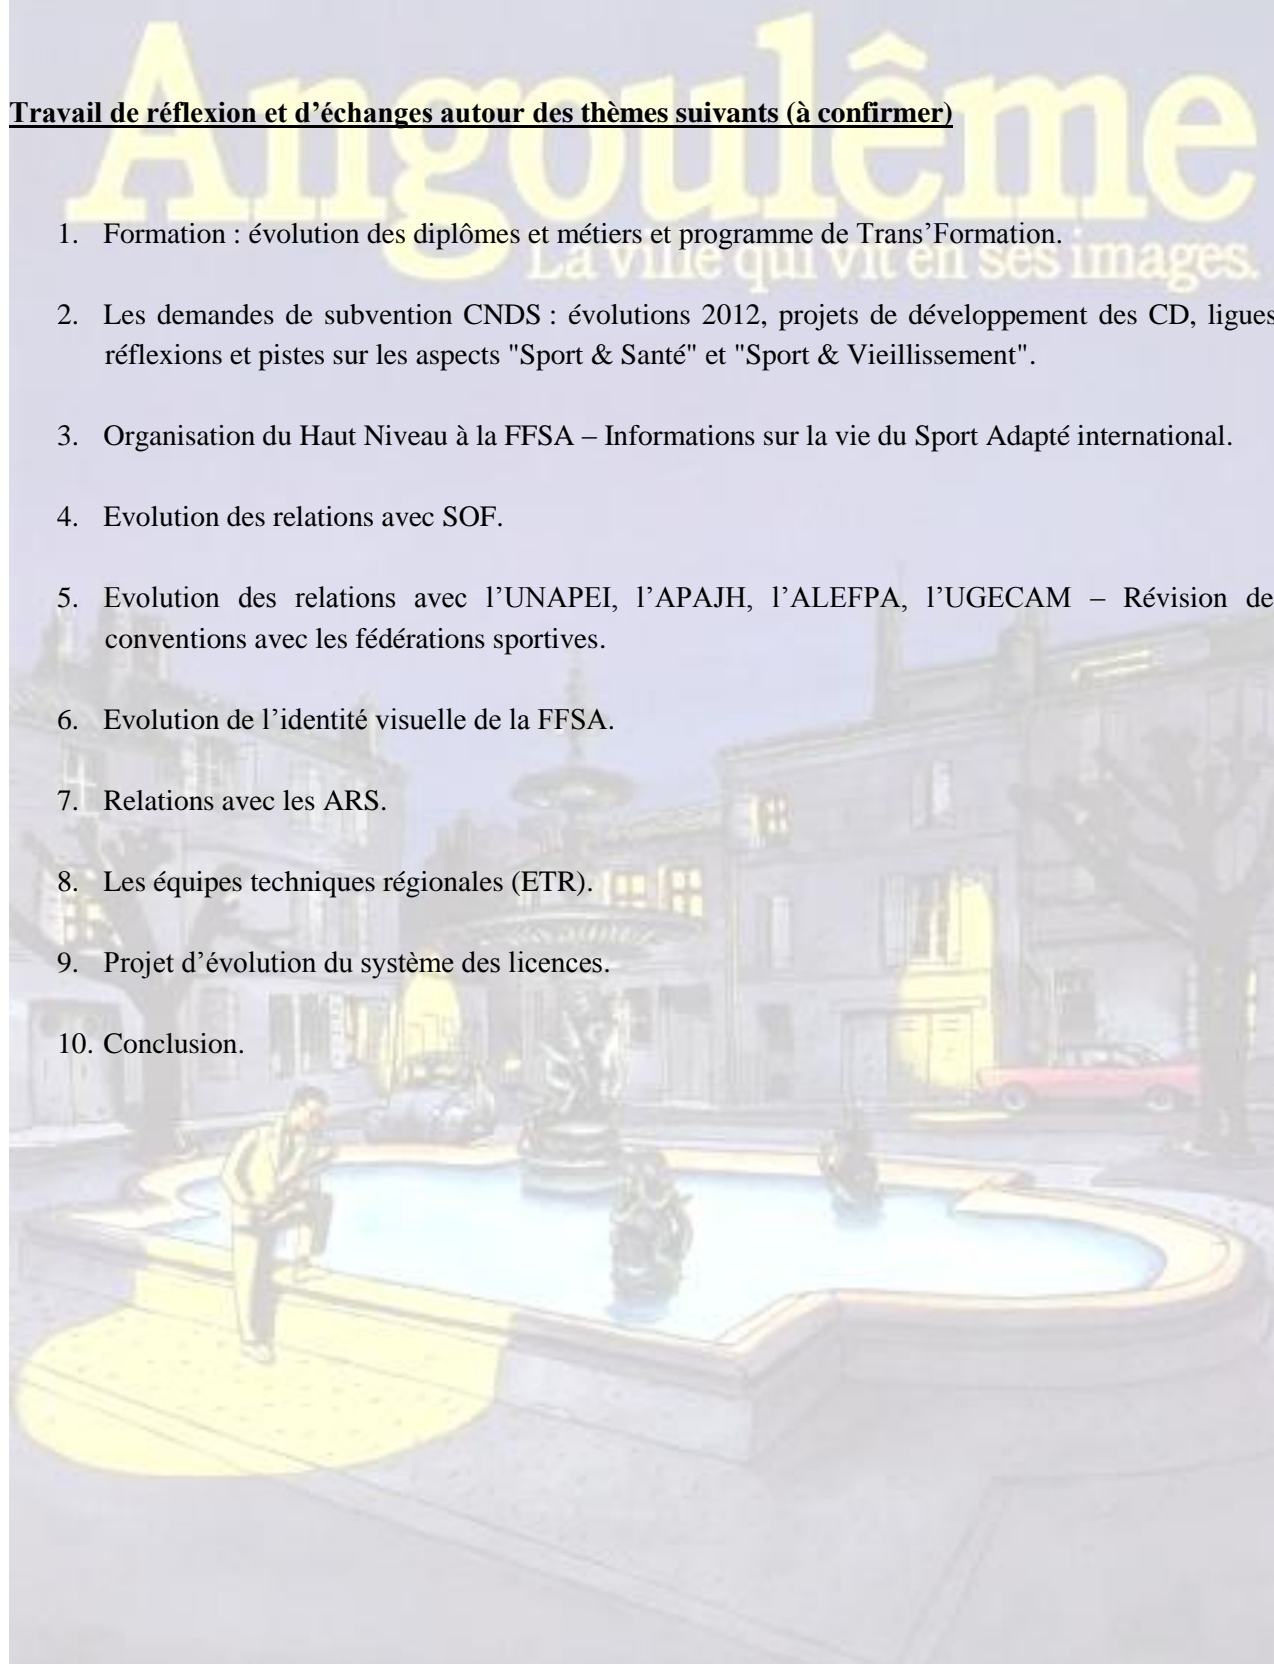 Angoulême
Travail de réflexion et d’échanges autour des thèmes suivants (à confirmer)
1. Formation : évolution des diplômes et métiers et programme de Trans’Formation.
La ville qui vit en ses images.
2. Les demandes de subvention CNDS : évolutions 2012, projets de développement des CD, ligues
réflexions et pistes sur les aspects "Sport & Santé" et "Sport & Vieillissement".
3. Organisation du Haut Niveau à la FFSA – Informations sur la vie du Sport Adapté international.
4. Evolution des relations avec SOF.
5. Evolution des relations avec l’UNAPEI, l’APAJH, l’ALEFPA, l’UGECAM – Révision de
conventions avec les fédérations sportives.
6. Evolution de l’identité visuelle de la FFSA.
7. Relations avec les ARS.
8. Les équipes techniques régionales (ETR).
9. Projet d’évolution du système des licences.
10. Conclusion.